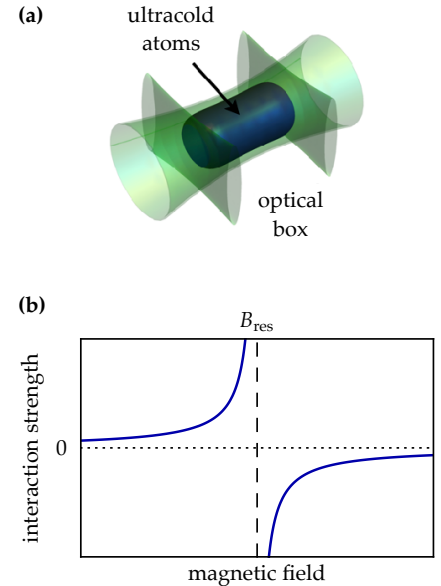 (a)
ultracold
atoms
optical
box
(b)
B_res
interaction strength
0
magnetic field